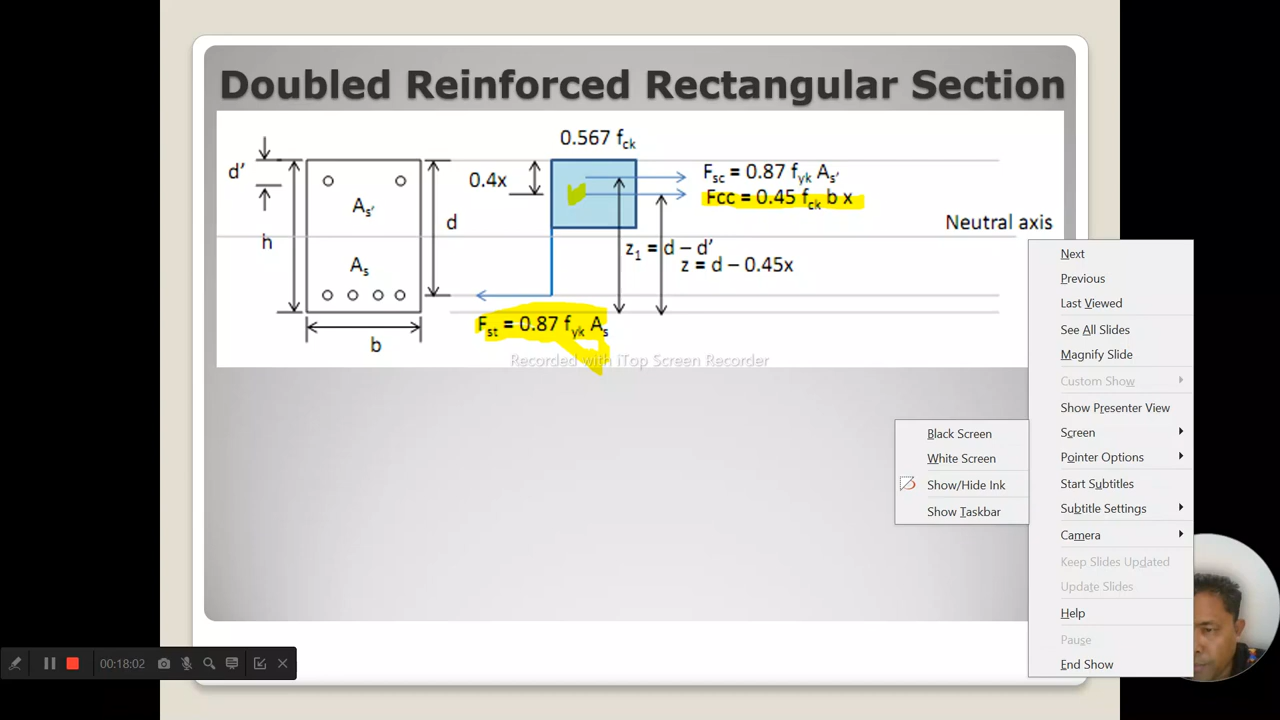 Doubled Reinforced Rectangular Section
0.567 fck
d'
0.4x
Fsc = 0.87 fyk As'
Fcc = 0.45 fck b x
As'
d
Neutral axis
h
z1 = d – d'
z = d – 0.45x
As
Fst = 0.87 fyk As
b
Recorded with iTop Screen Recorder
Next
Previous
Last Viewed
See All Slides
Magnify Slide
Custom Show
Show Presenter View
Screen
Pointer Options
Start Subtitles
Subtitle Settings
Camera
Keep Slides Updated
Update Slides
Help
Pause
End Show
Black Screen
White Screen
Show/Hide Ink
Show Taskbar
00:18:02